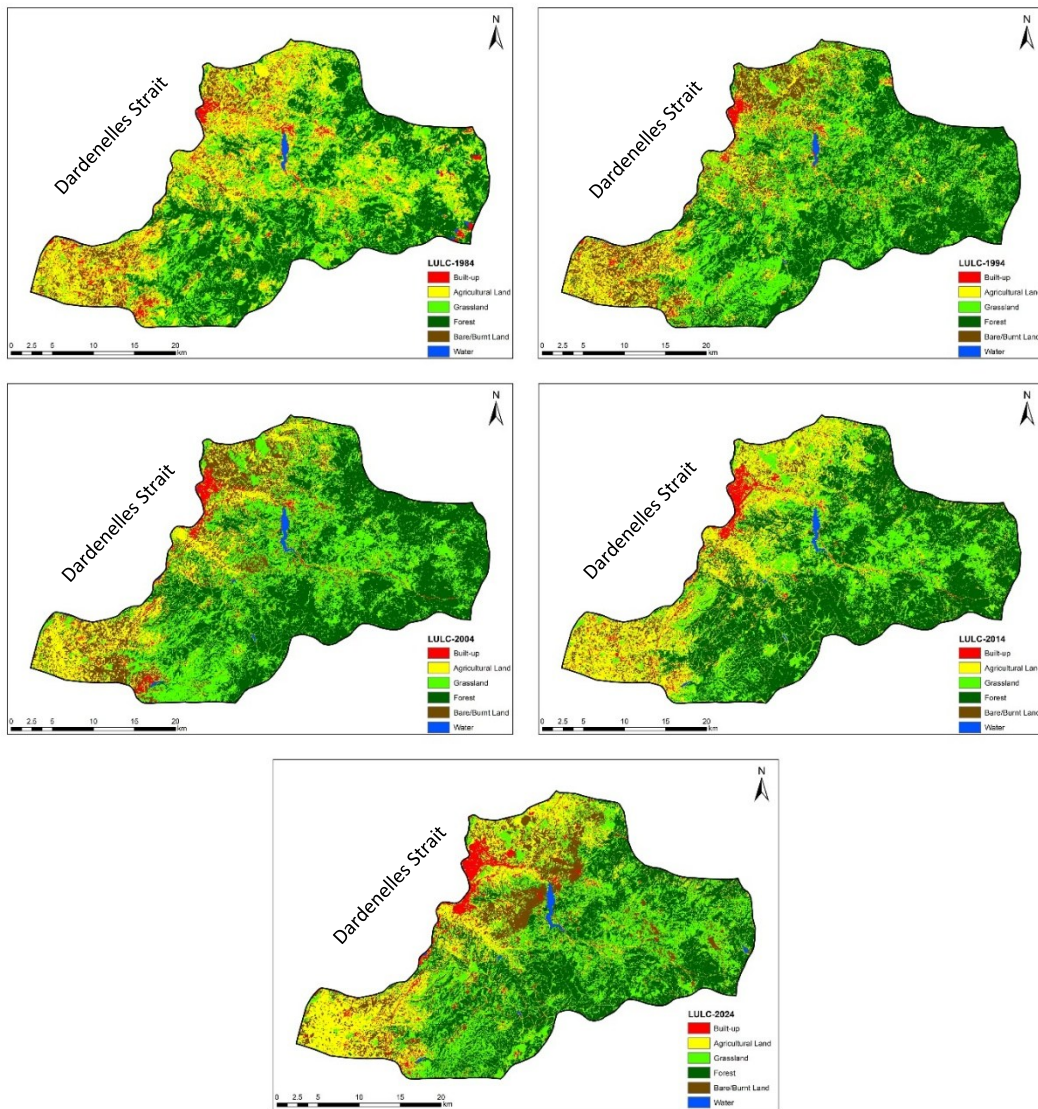 N
Dardenelles Strait
LULC-1984
Built-up
Agricultural Land
Grassland
Forest
Bare/Burnt Land
Water
0 2.5 5 10 15 20
km
N
Dardenelles Strait
LULC-1994
Built-up
Agricultural Land
Grassland
Forest
Bare/Burnt Land
Water
0 2.5 5 10 15 20
km
N
Dardenelles Strait
LULC-2004
Built-up
Agricultural Land
Grassland
Forest
Bare/Burnt Land
Water
0 2.5 5 10 15 20
km
N
Dardenelles Strait
LULC-2014
Built-up
Agricultural Land
Grassland
Forest
Bare/Burnt Land
Water
0 2.5 5 10 15 20
km
N
Dardenelles Strait
LULC-2024
Built-up
Agricultural Land
Grassland
Forest
Bare/Burnt Land
Water
0 2.5 5 10 15 20
km